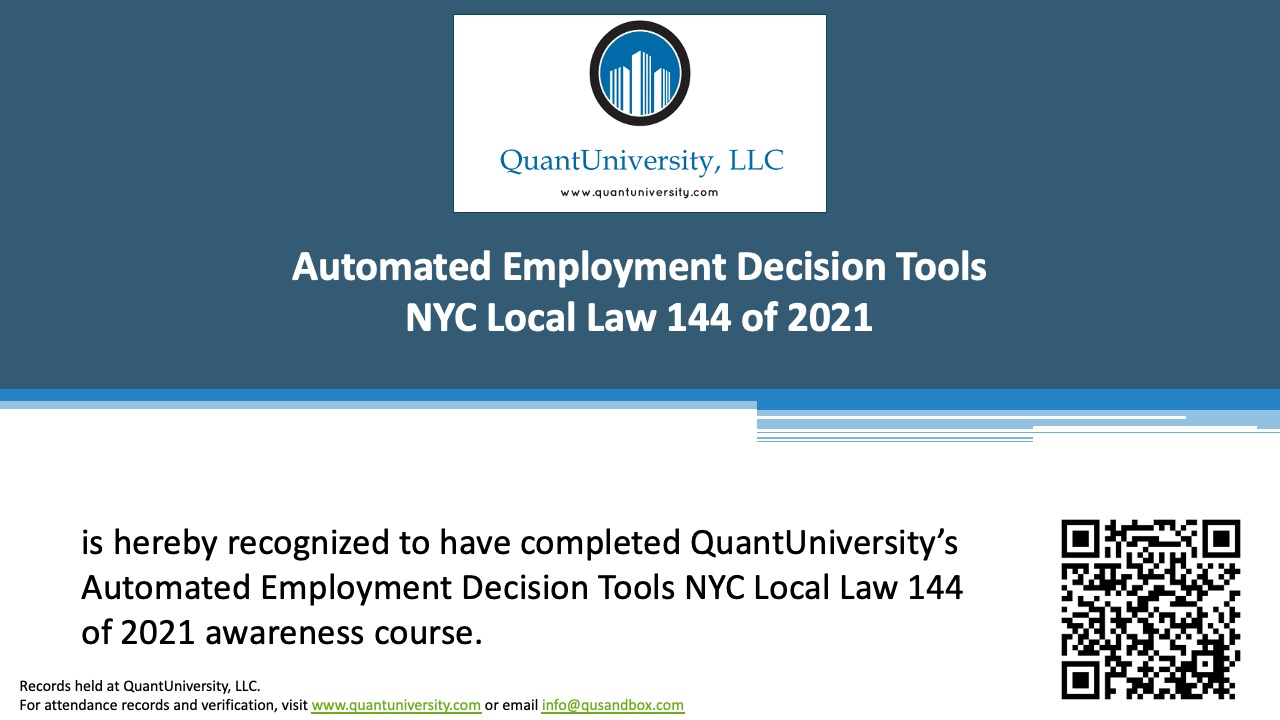 QuantUniversity, LLC
www.quantuniversity.com
Automated Employment Decision Tools
NYC Local Law 144 of 2021
is hereby recognized to have completed QuantUniversity’s
Automated Employment Decision Tools NYC Local Law 144
of 2021 awareness course.
Records held at QuantUniversity, LLC.
For attendance records and verification, visit www.quantuniversity.com or email info@qusandbox.com